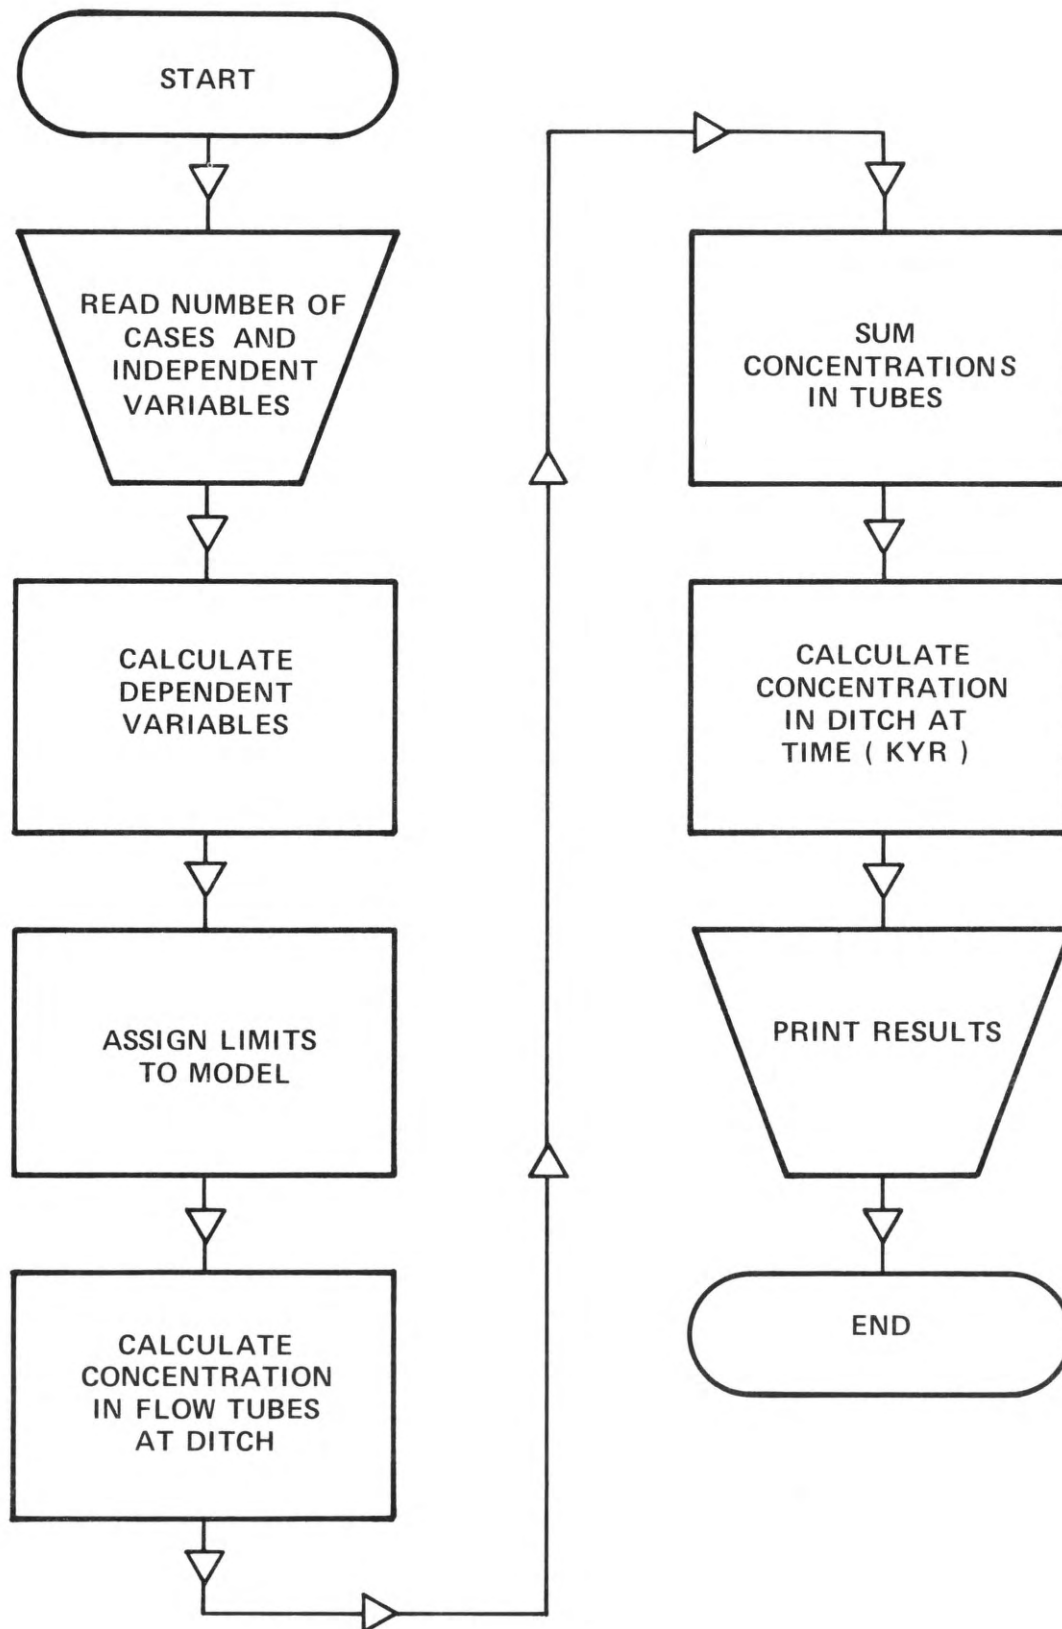 START
READ NUMBER OF
CASES AND
INDEPENDENT
VARIABLES
CALCULATE
DEPENDENT
VARIABLES
ASSIGN LIMITS
TO MODEL
CALCULATE
CONCENTRATION
IN FLOW TUBES
AT DITCH
SUM
CONCENTRATIONS
IN TUBES
CALCULATE
CONCENTRATION
IN DITCH AT
TIME ( KYR )
PRINT RESULTS
END